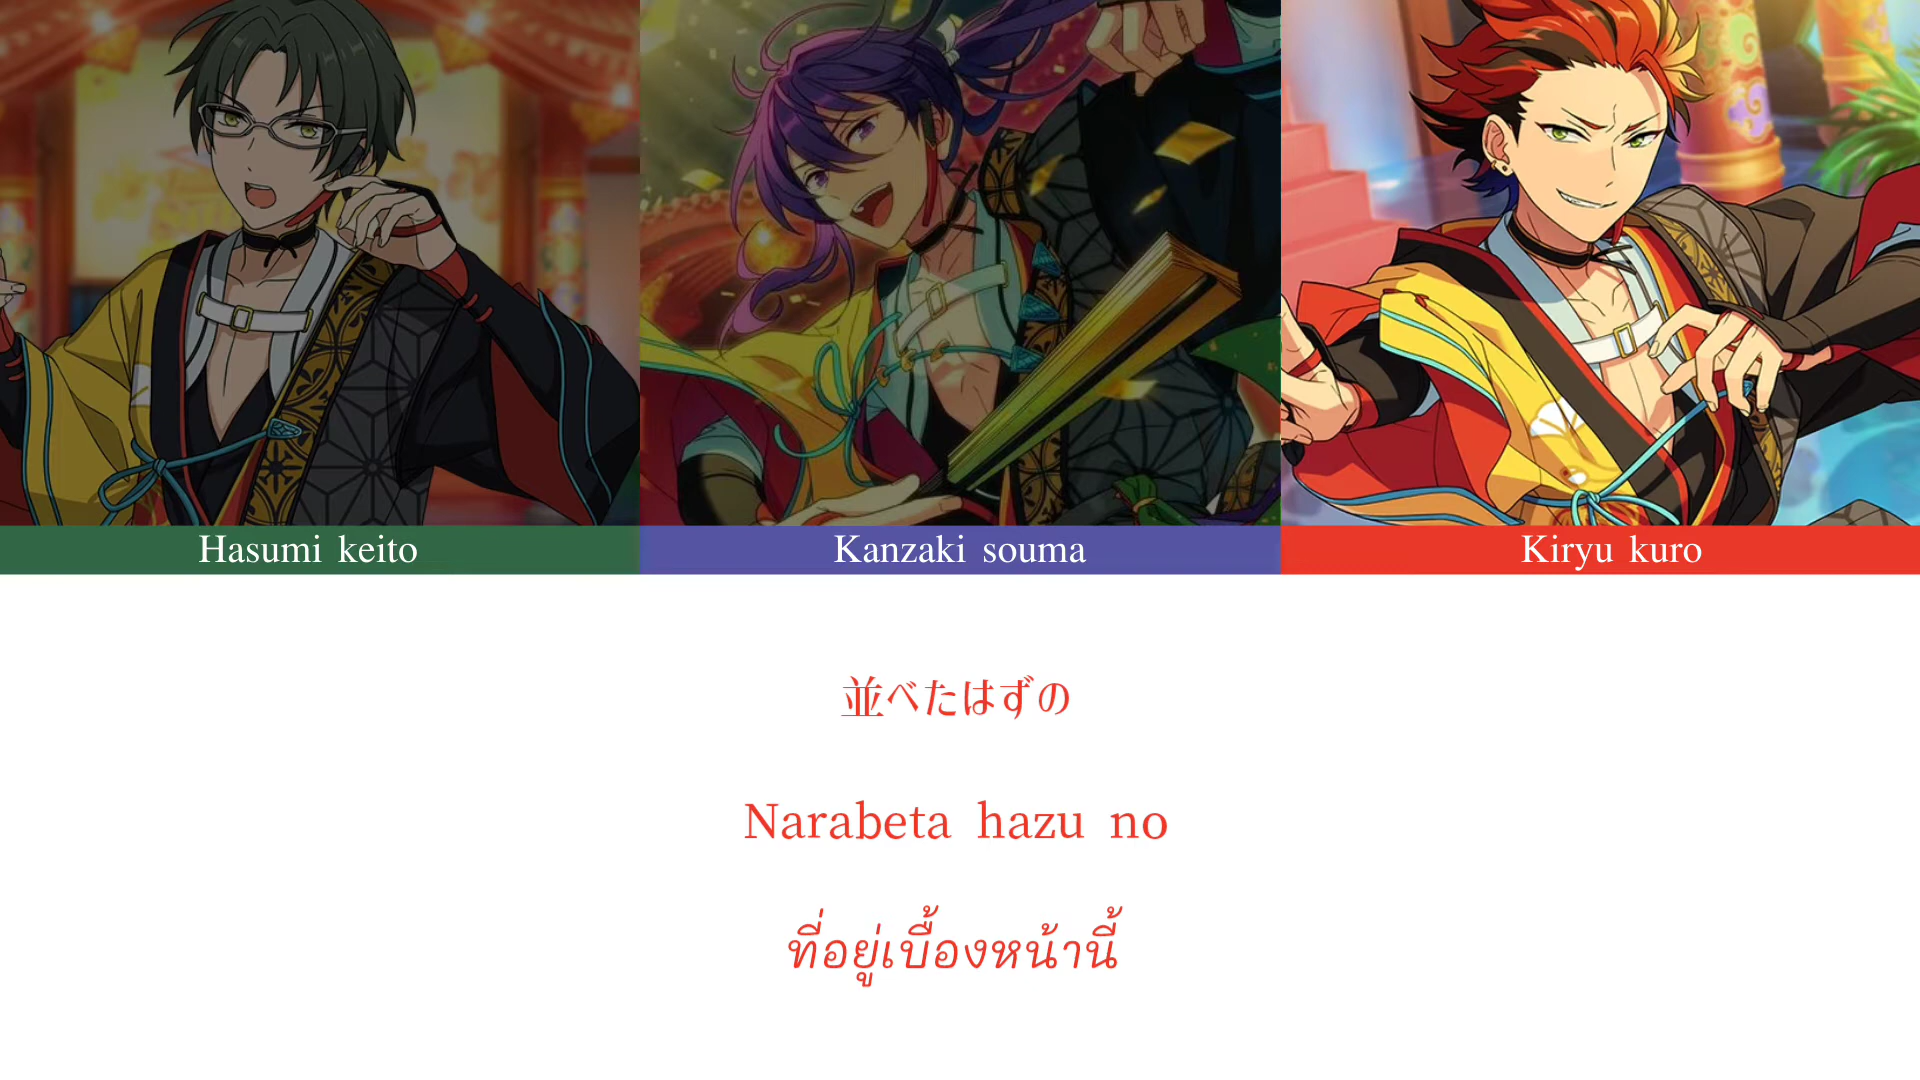 Hasumi keito
Kanzaki souma
Kiryu kuro
並べたはずの
Narabeta hazu no
ที่อยู่เบื้องหน้านี้